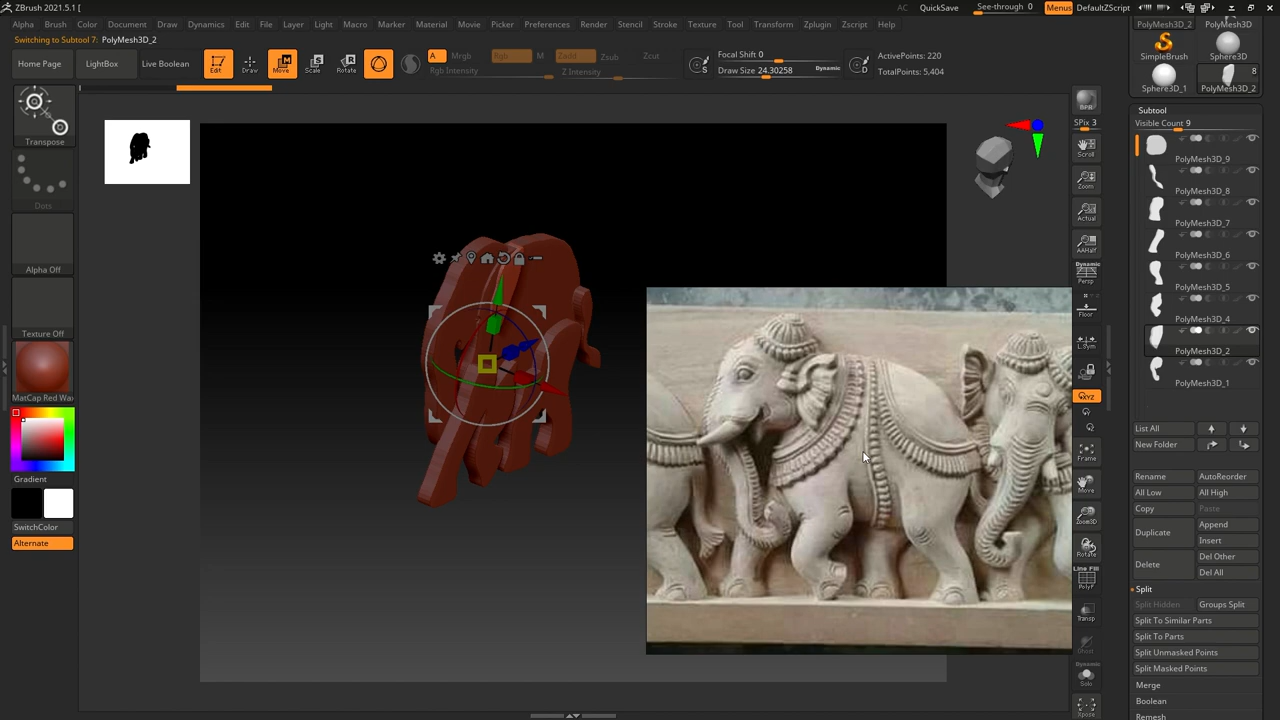 ZBrush 2021.5.1 [
AC QuickSave See-through 0 Menus DefaultZScript
Alpha Brush Color Document Draw Dynamics Edit File Layer Light Macro Marker Material Movie Picker Preferences Render Stencil Stroke Texture Tool Transform Zplugin Zscript Help
Switching to Subtool 7: PolyMesh3D_2
Home Page LightBox Live Boolean Edit Draw Move Scale Rotate
A Mrgb Rgb M Zadd Zsub Zcut
Rgb Intensity Z Intensity
Focal Shift 0
Draw Size 24.30258 Dynamic
ActivePoints: 220
TotalPoints: 5,404
Transpose
Dots
Alpha Off
Texture Off
MatCap Red Wax
Gradient
SwitchColor
Alternate
BPR
SPix 3
Scroll
Zoom
Actual
AAHalf
Dynamic
Persp
Floor
L.Sym
Frame
Move
Zoom3D
Rotate
Line Fill
PolyF
Transp
Ghost
Dynamic
Solo
Xpose
PolyMesh3D_2 PolyMesh3D
SimpleBrush Sphere3D
8
Sphere3D_1 PolyMesh3D_2
Subtool
Visible Count 9
PolyMesh3D_9
PolyMesh3D_8
PolyMesh3D_7
PolyMesh3D_6
PolyMesh3D_5
PolyMesh3D_4
PolyMesh3D_2
PolyMesh3D_1
List All
New Folder
Rename AutoReorder
All Low All High
Copy Paste
Duplicate Append
Insert
Delete Del Other
Del All
Split
Split Hidden Groups Split
Split To Similar Parts
Split To Parts
Split Unmasked Points
Split Masked Points
Merge
Boolean
Remesh